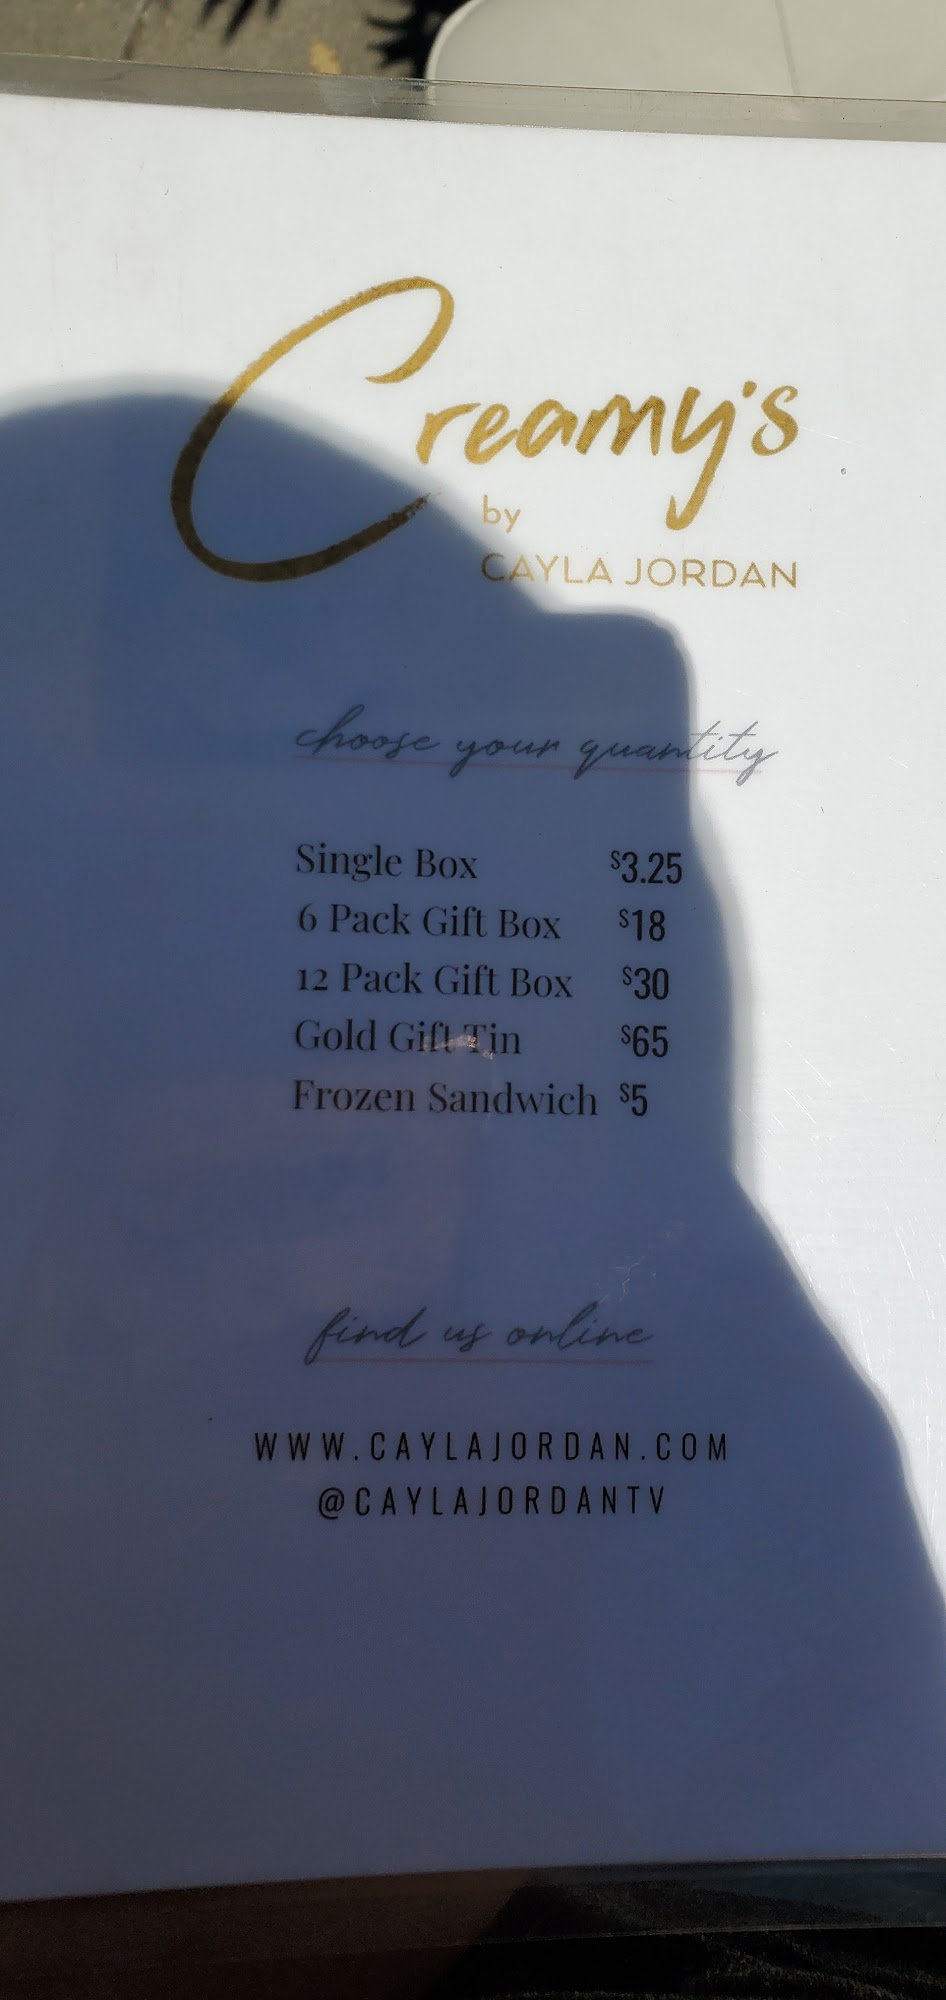 Creamy's
by
CAYLA JORDAN
choose your quantity
Single Box $3.25
6 Pack Gift Box $18
12 Pack Gift Box $30
Gold Gift Tin $65
Frozen Sandwich $5
find us online
WWW.CAYLAJORDAN.COM
@CAYLAJORDANTV